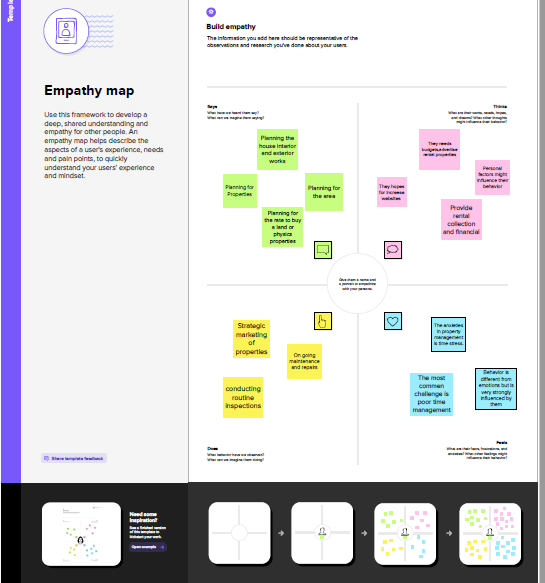 Templa
Empathy map
Use this framework to develop a
deep, shared understanding and
empathy for other people. An
empathy map helps describe the
aspects of a user's experience, needs
and pain points, to quickly
understand your users' experience
and mindset.
Share template feedback
Build empathy
The information you add here should be representative of the
observations and research you've done about your users.
Says
What have we heard them say?
What can we imagine them saying?
Thinks
What are their wants, needs, hopes,
and dreams? What other thoughts
might influence their behavior?
Planning the
house interior
and exterior
works
Planning for
Properties
Planning for
the area
Planning for
the rate to buy
a land or
physics
properties
They needs
budgets,advertise
rental properties
Personal
factors might
influence their
behavior
They hopes
for increase
websites
Provide
rental
collection
and financial
Give them a name and
a portrait to empathize
with your persona.
Strategic
marketing
of
properties
On going
maintenance
and repairs
conducting
routine
inspections
The anxieties
in property
management
is time stress.
The most
commen
challenge is
poor time
management
Behavior is
different from
emotions but is
very strongly
influenced by
them
Does
What behavior have we observed?
What can we imagine them doing?
Feels
What are their fears, frustrations, and
anxieties? What other feelings might
influence their behavior?
Need some
inspiration?
See a finished version
of this template to
kickstart your work.
Open example